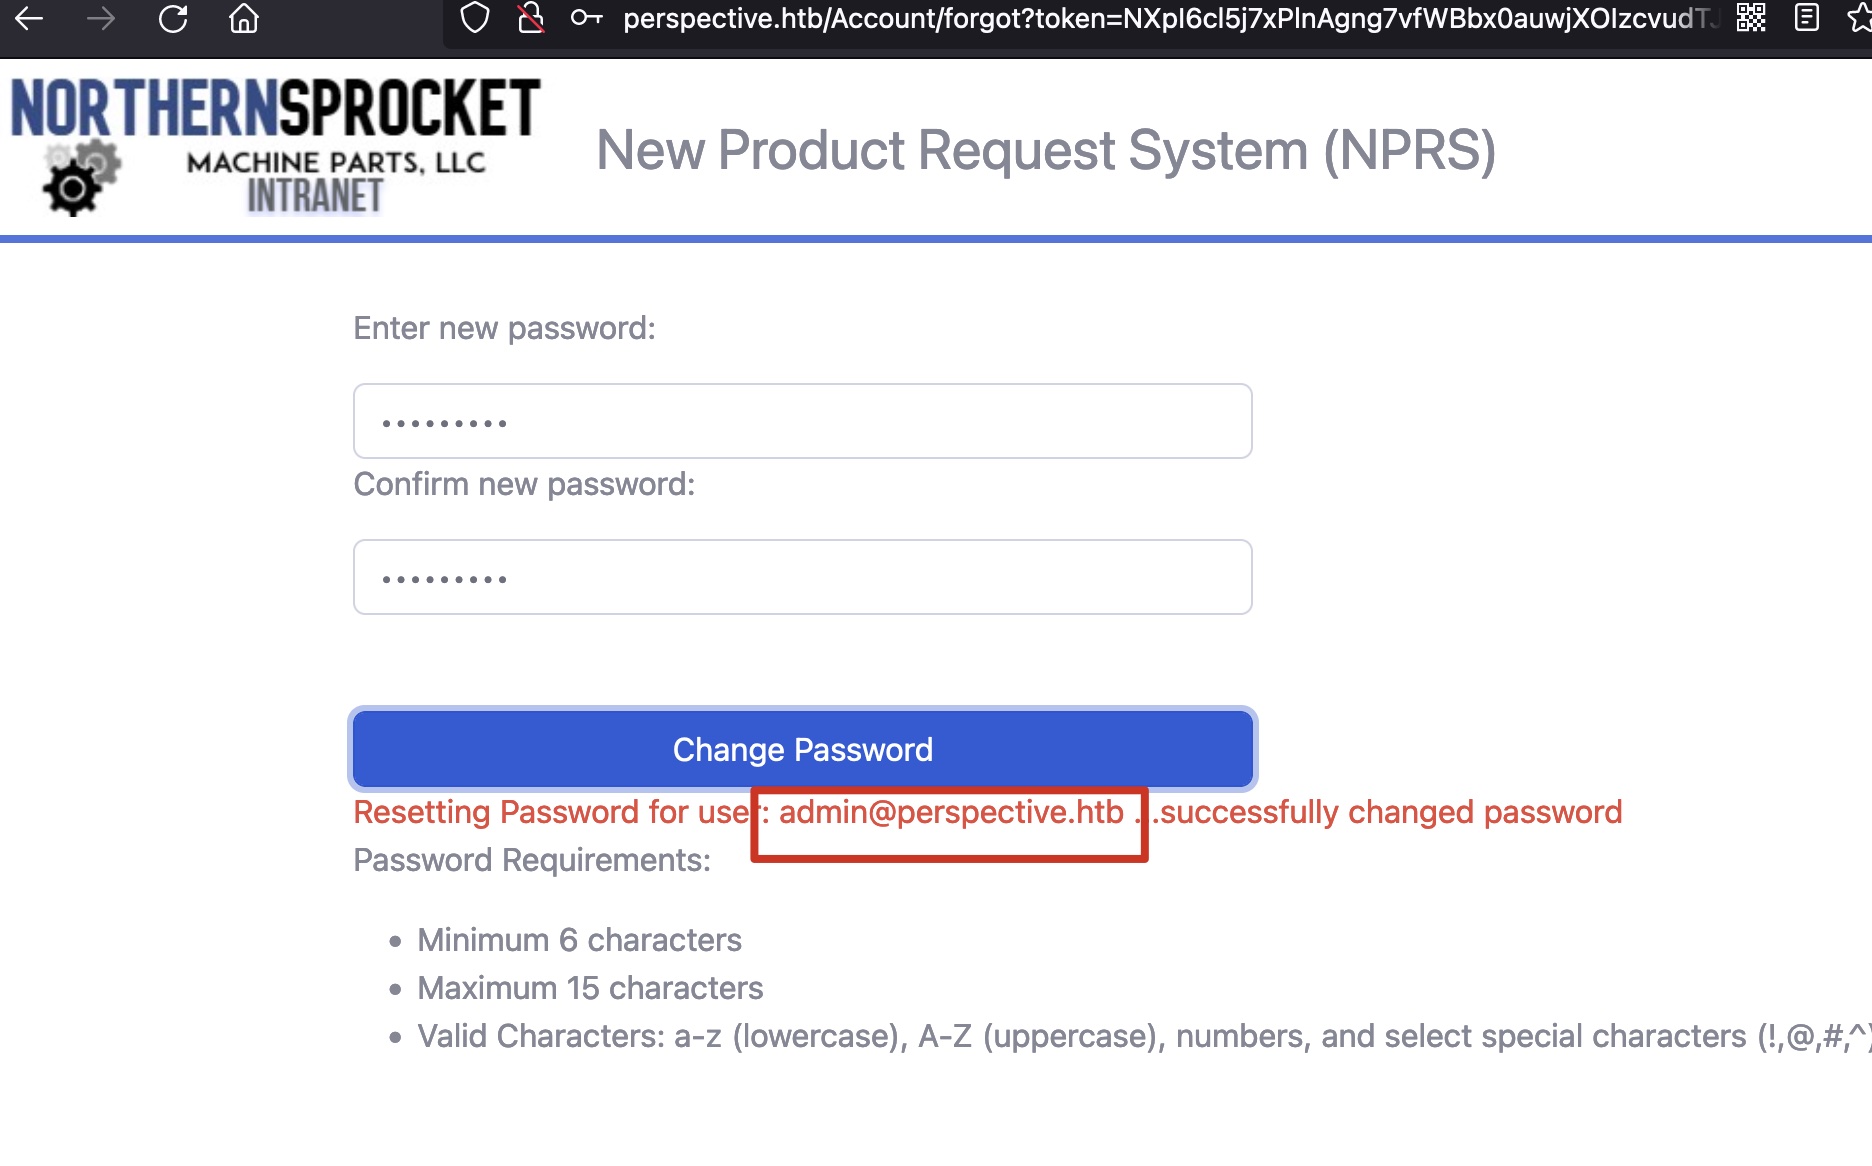 perspective.htb/Account/forgot?token=NXpI6cl5j7xPlnAgng7vfWBbx0auwjXOIzcvudTJ
NORTHERNSPROCKET
MACHINE PARTS, LLC
INTRANET
New Product Request System (NPRS)
Enter new password:
•••••••••
Confirm new password:
•••••••••
Change Password
Resetting Password for user: admin@perspective.htb ...successfully changed password
Password Requirements:
• Minimum 6 characters
• Maximum 15 characters
• Valid Characters: a-z (lowercase), A-Z (uppercase), numbers, and select special characters (!,@,#,^)